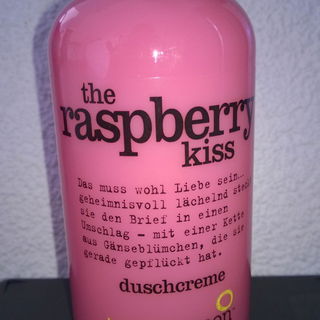 the
raspberry
kiss
Das muss wohl Liebe sein...
geheimnisvoll lächelnd
sie den Brief in einen
Umschlag – mit einer Kette
aus Gänseblümchen, die sie
gerade gepflückt hat.
duschcreme